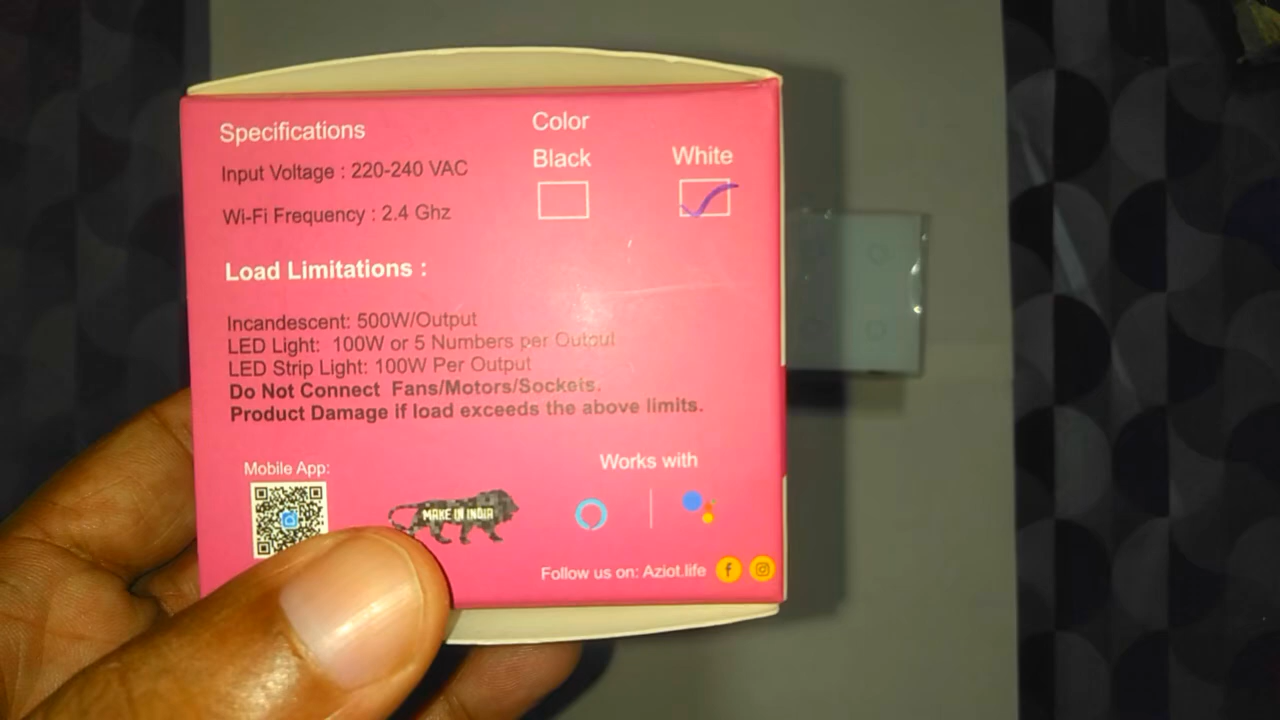 Specifications
Color
Black
White
Input Voltage : 220-240 VAC
Wi-Fi Frequency : 2.4 Ghz
Load Limitations :
Incandescent: 500W/Output
LED Light: 100W or 5 Numbers per Output
LED Strip Light: 100W Per Output
Do Not Connect Fans/Motors/Sockets.
Product Damage if load exceeds the above limits.
Mobile App:
Works with
MAKE IN INDIA
Follow us on: Aziot.life